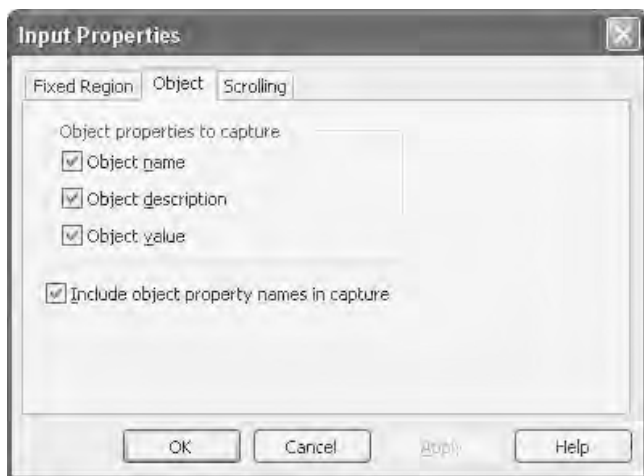 Input Properties
Fixed Region Object Scrolling
Object properties to capture
Object name
Object description
Object value
Include object property names in capture
OK Cancel Apply Help